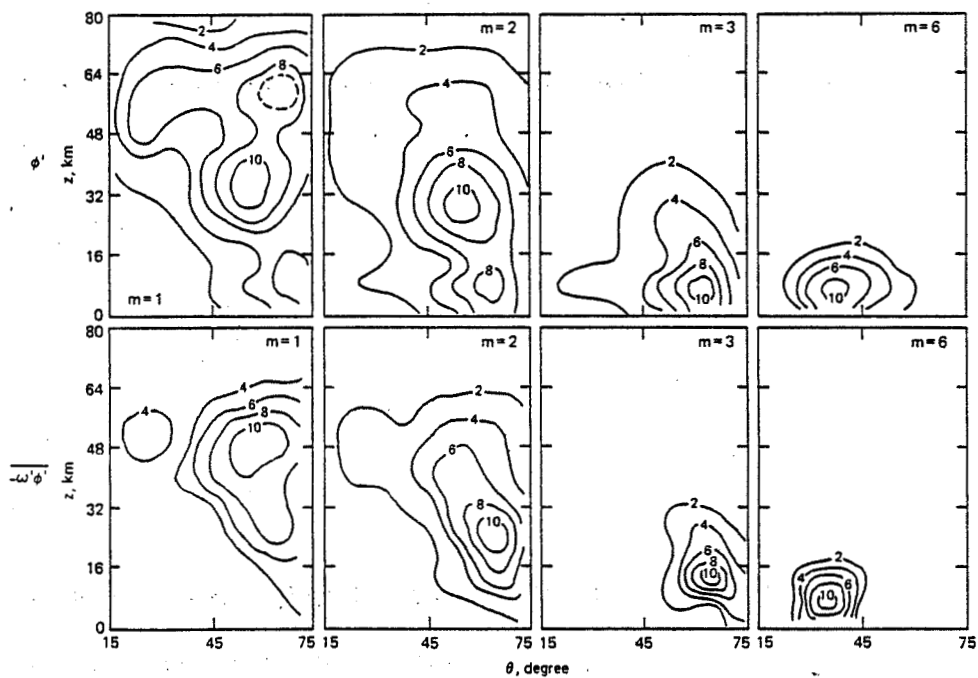 80 64 48 32 16 0
z, km
ϕ'
2 4 6 8 10
m=1
2 4 6 8 10 8
m=2
2 4 6 8 10
m=3
2 4 6 10
m=6
80 64 48 32 16 0
z, km
-ω'ϕ'
4 4 6 8 10
m=1
2 4 6 8 10
m=2
2 4 6 8 10
m=3
2 4 6 10
m=6
15 45 75 15 45 75 15 45 75 15 45 75
θ, degree